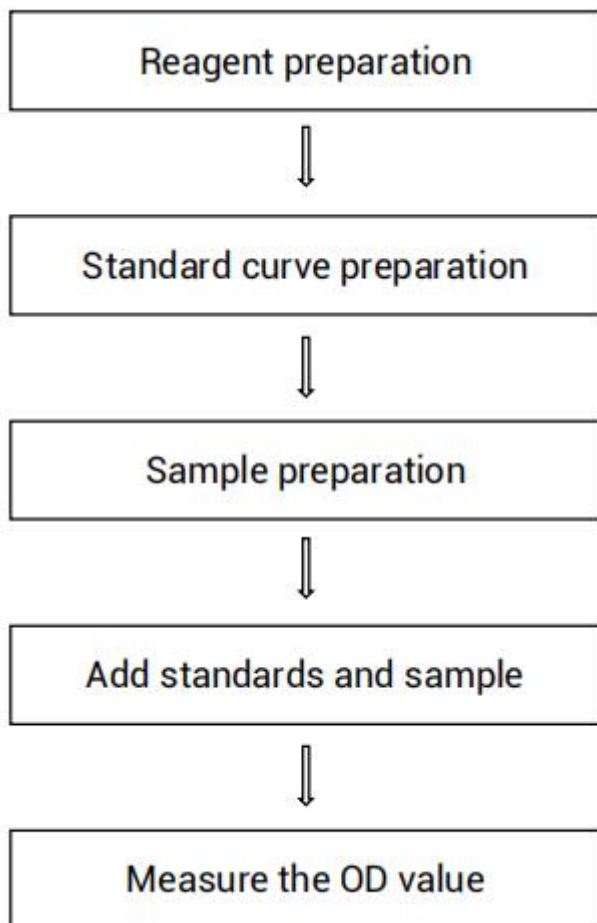 Reagent preparation
Standard curve preparation
Sample preparation
Add standards and sample
Measure the OD value